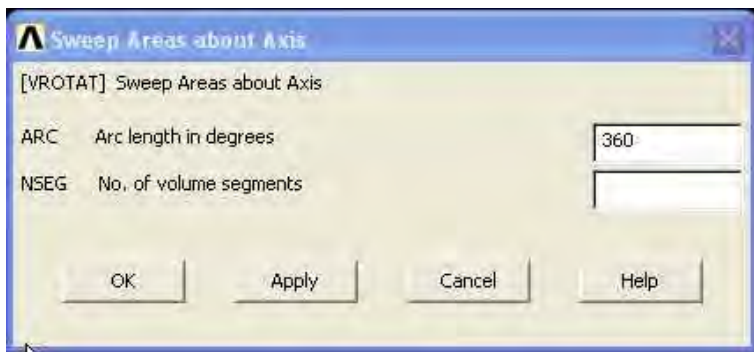 Sweep Areas about Axis
[VROTAT] Sweep Areas about Axis
ARC Arc length in degrees 360
NSEG No. of volume segments
OK Apply Cancel Help